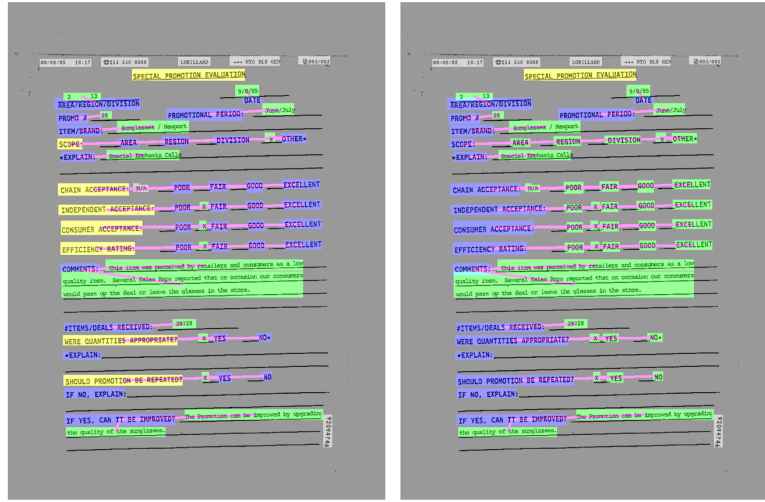 09/08/95 16:17 ☎214 210 9308 LORILLARD --- NYO SLS GEN 003/003
SPECIAL PROMOTION EVALUATION
9/8/95
2 13 DATE
AREA/REGION/DIVISION
PROMO # 28 PROMOTIONAL PERIOD: June/July
ITEM/BRAND: Sunglasses / Newport
SCOPE: AREA REGION DIVISION x OTHER*
*EXPLAIN: Special Emphasis Calls
CHAIN ACCEPTANCE: N/A POOR FAIR GOOD EXCELLENT
INDEPENDENT ACCEPTANCE: POOR X FAIR GOOD EXCELLENT
CONSUMER ACCEPTANCE: POOR X FAIR GOOD EXCELLENT
EFFICIENCY RATING: POOR X FAIR GOOD EXCELLENT
COMMENTS: This item was perceived by retailers and consumers as a low
quality item. Several Sales Reps reported that on occasion our consumers
would pass up the deal or leave the glasses in the store.
#ITEMS/DEALS RECEIVED: 28128
WERE QUANTITIES APPROPRIATE? X YES NO*
*EXPLAIN:
SHOULD PROMOTION BE REPEATED? X YES NO
IF NO, EXPLAIN:
IF YES, CAN IT BE IMPROVED? The Promotion can be improved by upgrading
the quality of the sunglasses.
92094746
09/08/95 16:17 ☎214 210 9308 LORILLARD --- NYO SLS GEN 003/003
SPECIAL PROMOTION EVALUATION
9/8/95
2 13 DATE
AREA/REGION/DIVISION
PROMO # 28 PROMOTIONAL PERIOD: June/July
ITEM/BRAND: Sunglasses / Newport
SCOPE: AREA REGION DIVISION x OTHER*
*EXPLAIN: Special Emphasis Calls
CHAIN ACCEPTANCE: N/A POOR FAIR GOOD EXCELLENT
INDEPENDENT ACCEPTANCE: POOR X FAIR GOOD EXCELLENT
CONSUMER ACCEPTANCE: POOR X FAIR GOOD EXCELLENT
EFFICIENCY RATING: POOR X FAIR GOOD EXCELLENT
COMMENTS: This item was perceived by retailers and consumers as a low
quality item. Several Sales Reps reported that on occasion our consumers
would pass up the deal or leave the glasses in the store.
#ITEMS/DEALS RECEIVED: 28128
WERE QUANTITIES APPROPRIATE? X YES NO*
*EXPLAIN:
SHOULD PROMOTION BE REPEATED? X YES NO
IF NO, EXPLAIN:
IF YES, CAN IT BE IMPROVED? The Promotion can be improved by upgrading
the quality of the sunglasses.
92094746